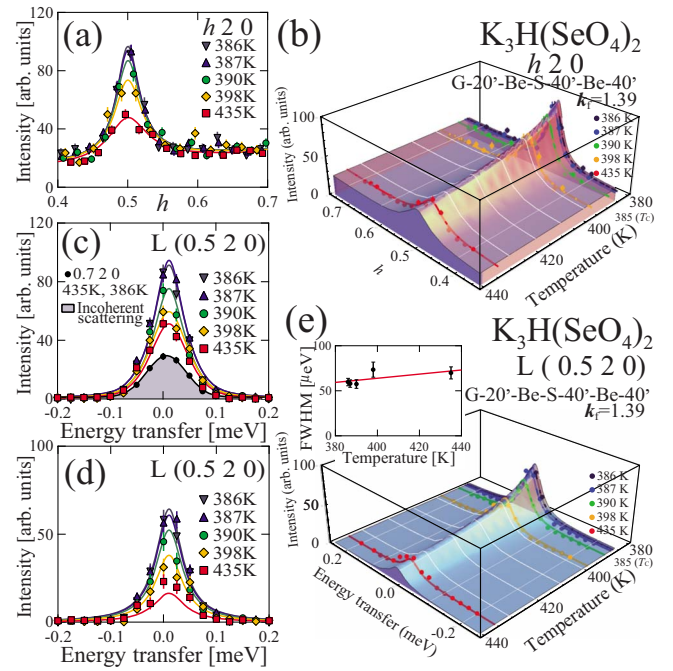 (a)
h 2 0
386K
387K
390K
398K
435K
Intensity [arb. units]
120
80
40
0
0.4 0.5 0.6 0.7
h
(b)
K3H(SeO4)2
h 2 0
G-20’-Be-S-40’-Be-40’
kf=1.39
386 K
387 K
390 K
398 K
435 K
Intensity (arb. units)
100
50
0
0.7
0.6
0.5
0.4
h
380
385 (Tc)
400
420
440
Temperature (K)
(c)
L (0.5 2 0)
0.7 2 0
435K, 386K
Incoherent
scattering
386K
387K
390K
398K
435K
Intensity [arb. units]
120
80
40
0
-0.2 -0.1 0.0 0.1 0.2
Energy transfer [meV]
(d)
L (0.5 2 0)
386K
387K
390K
398K
435K
Intensity [arb. units]
100
60
0
-0.2 -0.1 0.0 0.1 0.2
Energy transfer [meV]
(e)
K3H(SeO4)2
L ( 0.5 2 0)
G-20’-Be-S-40’-Be-40’
kf=1.39
FWHM [μeV]
100
50
0
380 400 420 440
Temperature [K]
386 K
387 K
390 K
398 K
435 K
Intensity (arb. units)
100
50
0
0.2
0.0
-0.2
Energy transfer (meV)
380
385 (Tc)
400
420
440
Temperature (K)